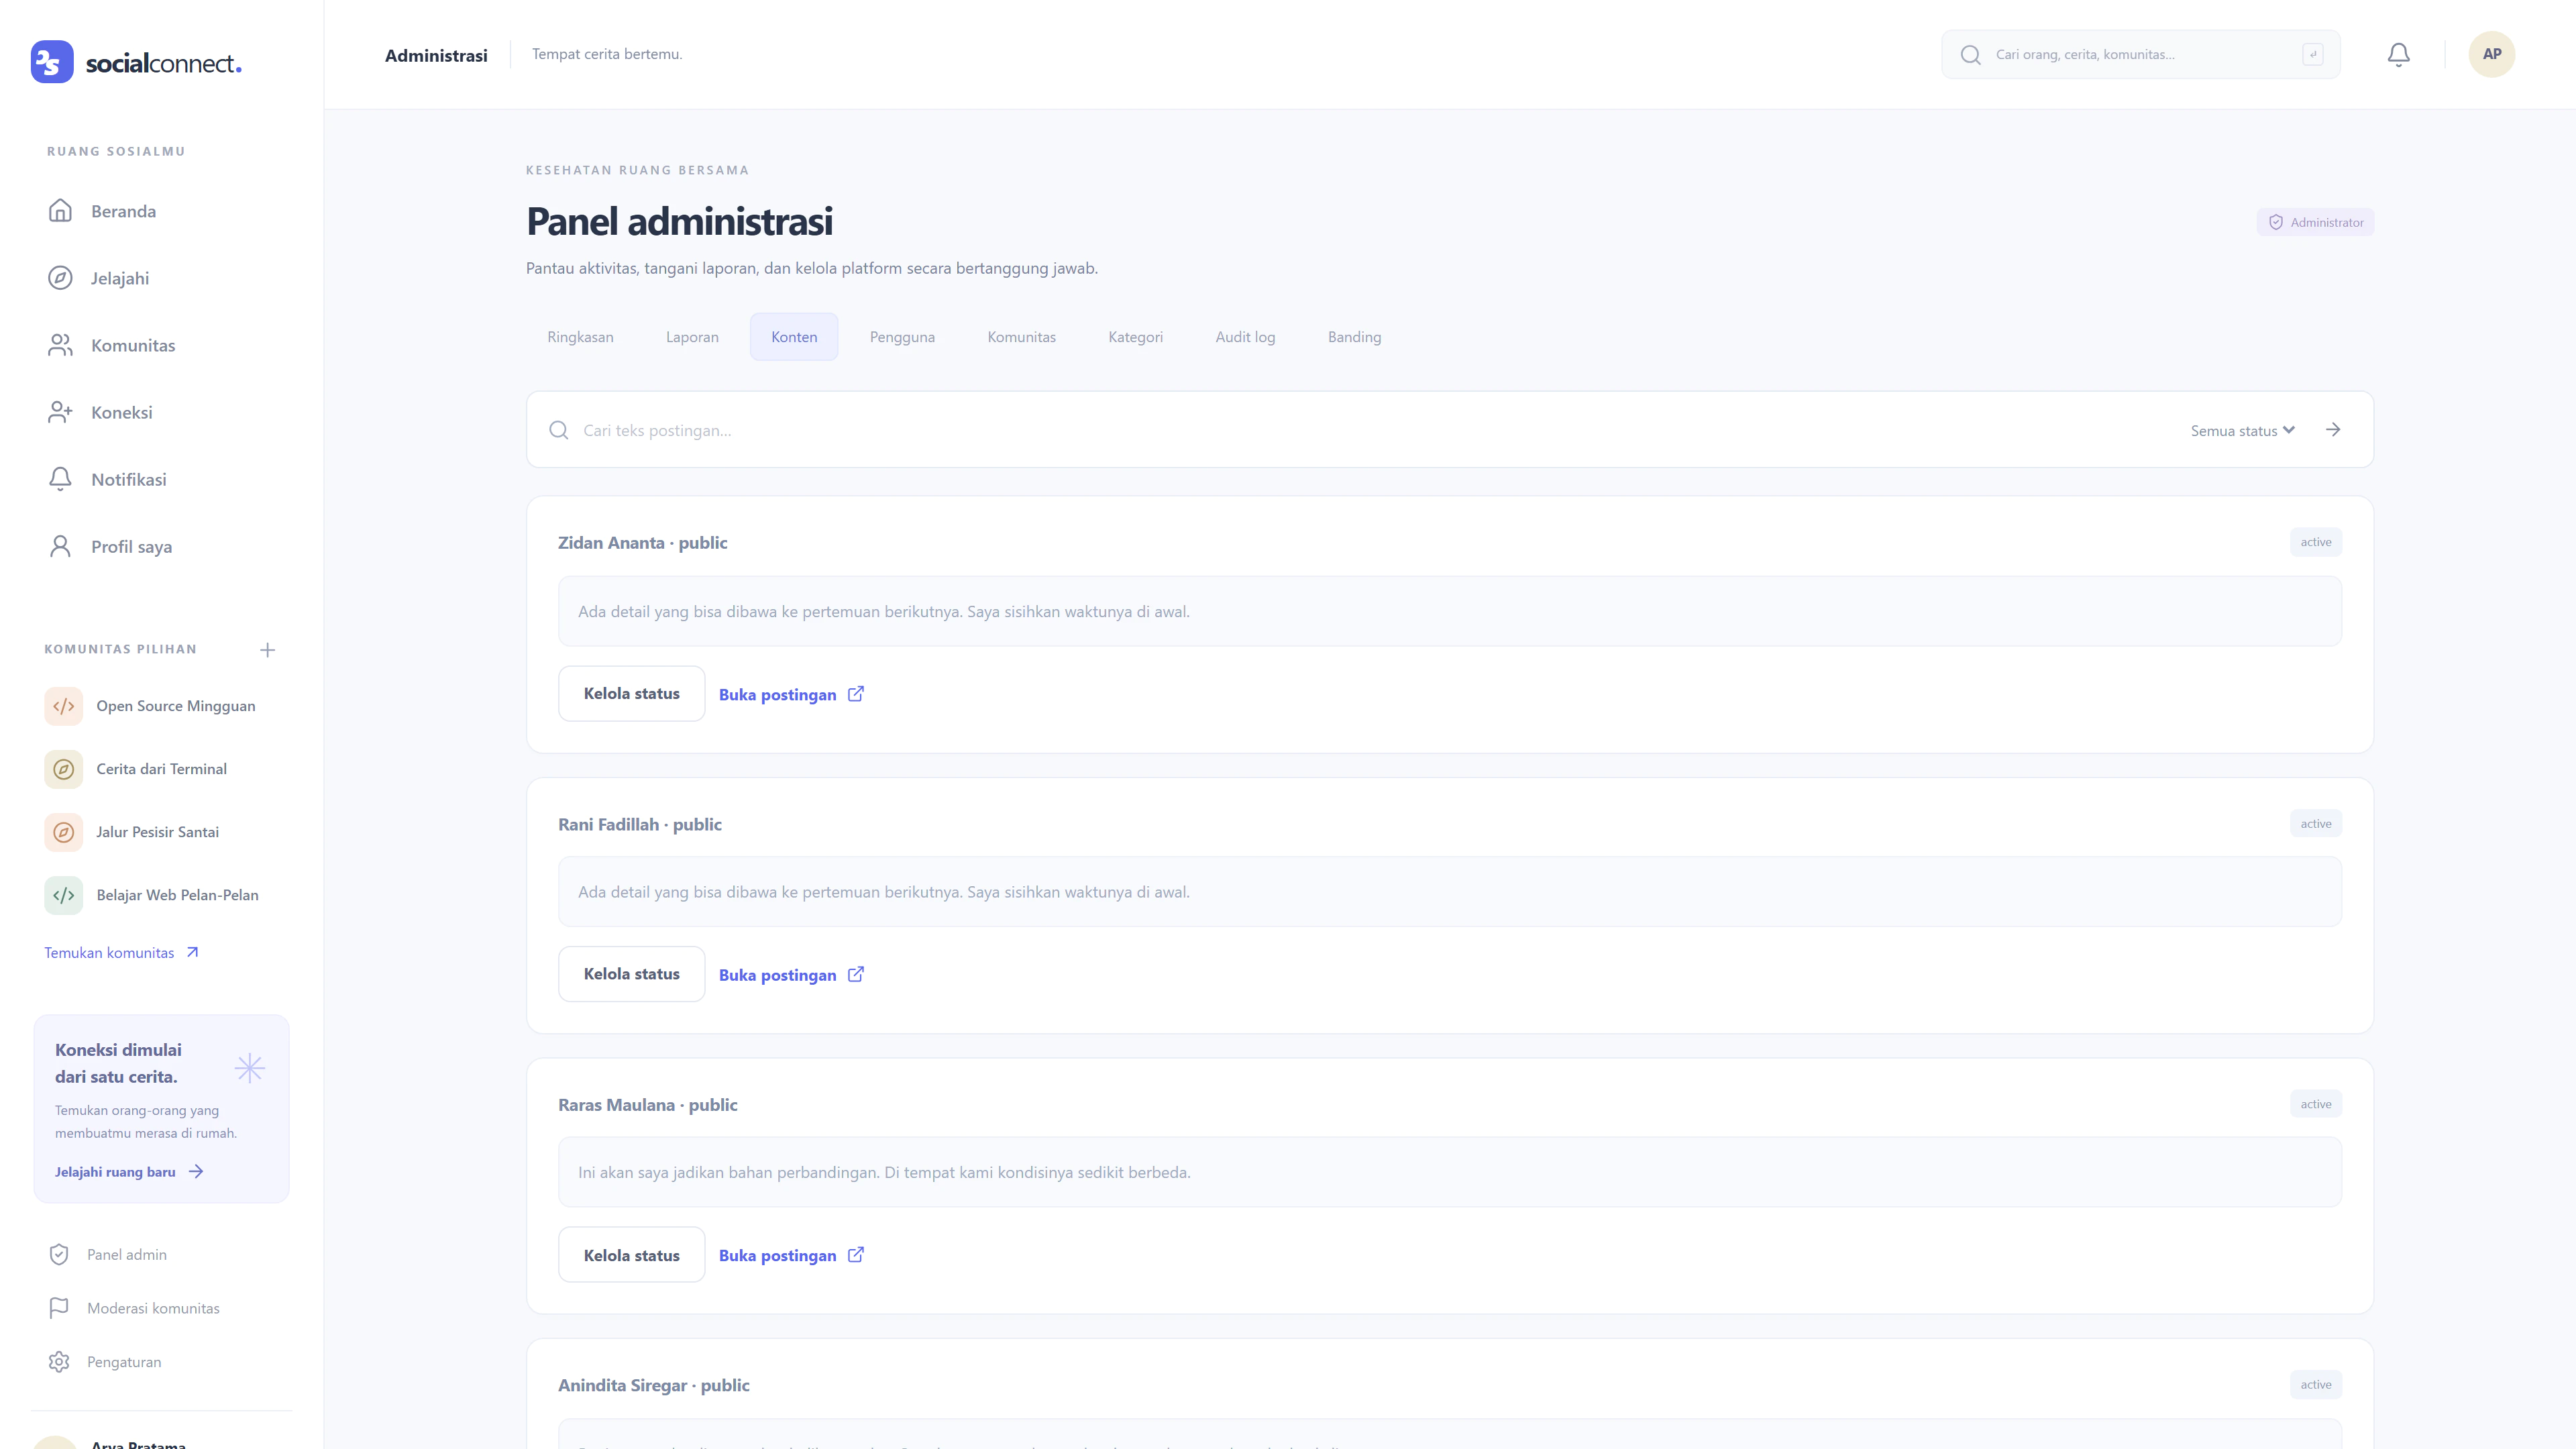 socialconnect.
RUANG SOSIALMU
Beranda
Jelajahi
Komunitas
Koneksi
Notifikasi
Profil saya
KOMUNITAS PILIHAN
Open Source Mingguan
Cerita dari Terminal
Jalur Pesisir Santai
Belajar Web Pelan-Pelan
Temukan komunitas
Koneksi dimulai
dari satu cerita.
Temukan orang-orang yang
membuatmu merasa di rumah.
Jelajahi ruang baru
Panel admin
Moderasi komunitas
Pengaturan
Arya Pratama
Administrasi
Tempat cerita bertemu.
Cari orang, cerita, komunitas...
AP
KESEHATAN RUANG BERSAMA
Panel administrasi
Administrator
Pantau aktivitas, tangani laporan, dan kelola platform secara bertanggung jawab.
Ringkasan Laporan Konten Pengguna Komunitas Kategori Audit log Banding
Cari teks postingan...
Semua status
Zidan Ananta · public
active
Ada detail yang bisa dibawa ke pertemuan berikutnya. Saya sisihkan waktunya di awal.
Kelola status Buka postingan
Rani Fadillah · public
active
Ada detail yang bisa dibawa ke pertemuan berikutnya. Saya sisihkan waktunya di awal.
Kelola status Buka postingan
Raras Maulana · public
active
Ini akan saya jadikan bahan perbandingan. Di tempat kami kondisinya sedikit berbeda.
Kelola status Buka postingan
Anindita Siregar · public
active